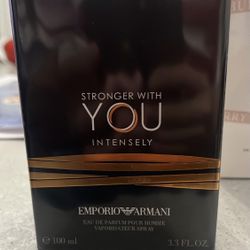 STRONGER WITH
YOU
INTENSELY
EMPORIO ARMANI
EAU DE PARFUM POUR HOMME
VAPORISATEUR SPRAY
℮ 100 ml 3.3 FL.OZ.